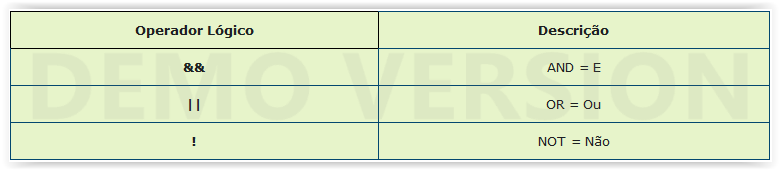 Operador Lógico Descrição
&& AND = E
|| OR = Ou
! NOT = Não
DEMO VERSION